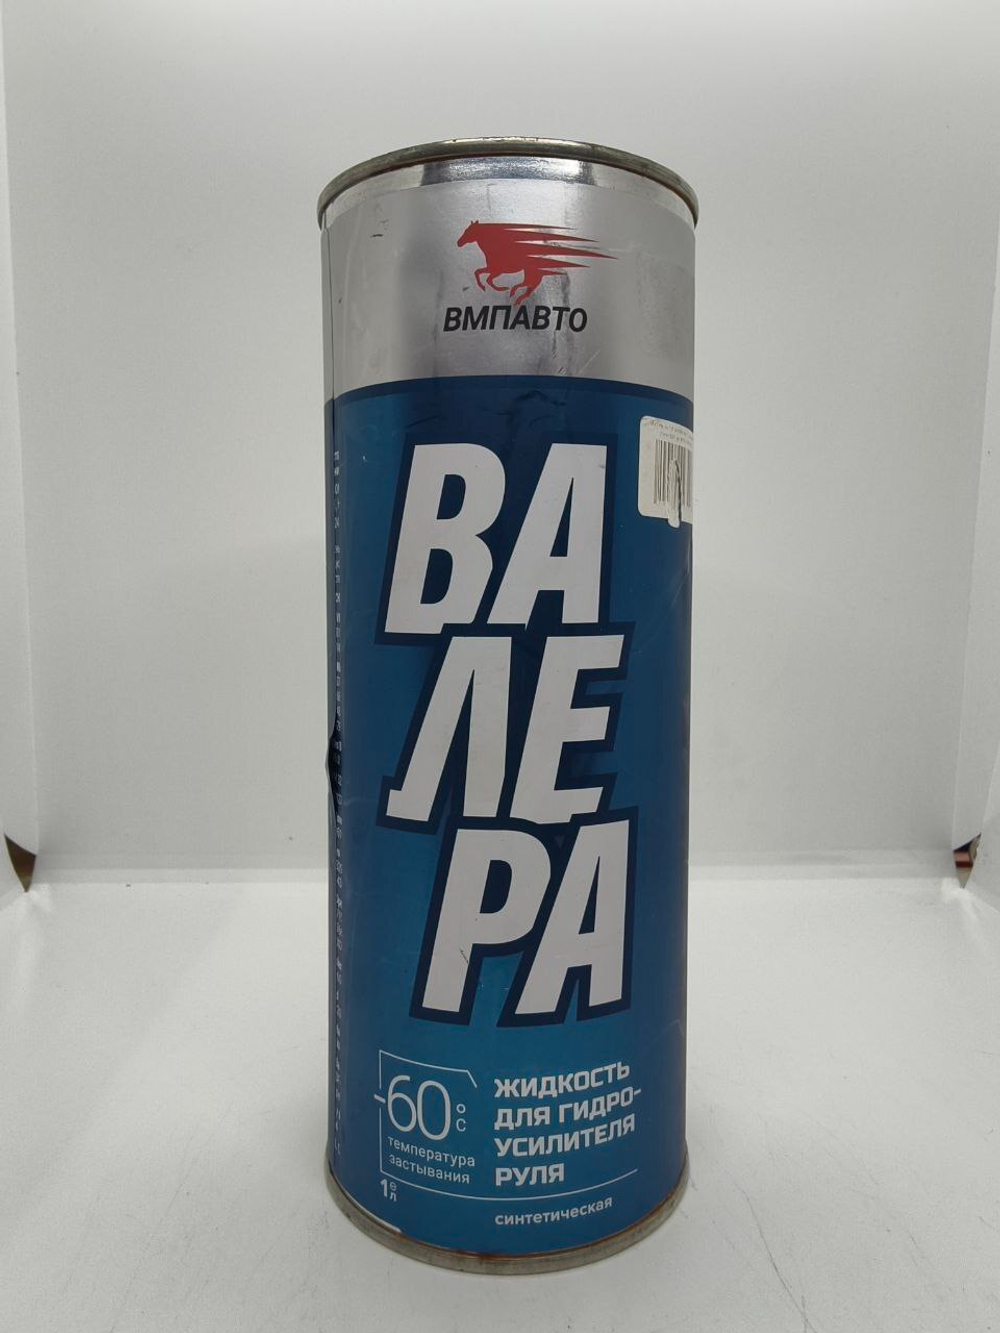 ВМПАВТО
ВА
ЛЕ
РА
-60°C
температура
застывания
1л e
ЖИДКОСТЬ
ДЛЯ ГИДРО-
УСИЛИТЕЛЯ
РУЛЯ
синтетическая